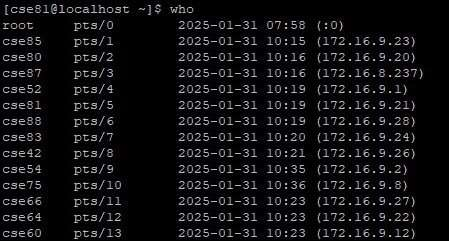 [cse81@localhost ~]$ who
root     pts/0        2025-01-31 07:58 (:0)
cse85    pts/1        2025-01-31 10:15 (172.16.9.23)
cse80    pts/2        2025-01-31 10:16 (172.16.9.20)
cse87    pts/3        2025-01-31 10:16 (172.16.8.237)
cse52    pts/4        2025-01-31 10:19 (172.16.9.1)
cse81    pts/5        2025-01-31 10:19 (172.16.9.21)
cse88    pts/6        2025-01-31 10:19 (172.16.9.28)
cse83    pts/7        2025-01-31 10:20 (172.16.9.24)
cse42    pts/8        2025-01-31 10:21 (172.16.9.26)
cse54    pts/9        2025-01-31 10:35 (172.16.9.2)
cse75    pts/10       2025-01-31 10:36 (172.16.9.8)
cse66    pts/11       2025-01-31 10:23 (172.16.9.27)
cse64    pts/12       2025-01-31 10:23 (172.16.9.22)
cse60    pts/13       2025-01-31 10:23 (172.16.9.12)